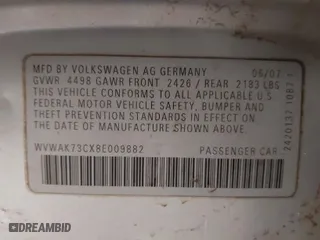 MFD BY VOLKSWAGEN AG GERMANY 06/07
GVWR 4498 GAWR FRONT 2426 / REAR 2183 LBS
THIS VEHICLE CONFORMS TO ALL APPLICABLE U.S.
FEDERAL MOTOR VEHICLE SAFETY, BUMPER AND
THEFT PREVENTION STANDARDS IN EFFECT ON THE
DATE OF MANUFACTURE SHOWN ABOVE
WVWAK73CX8E009882 PASSENGER CAR